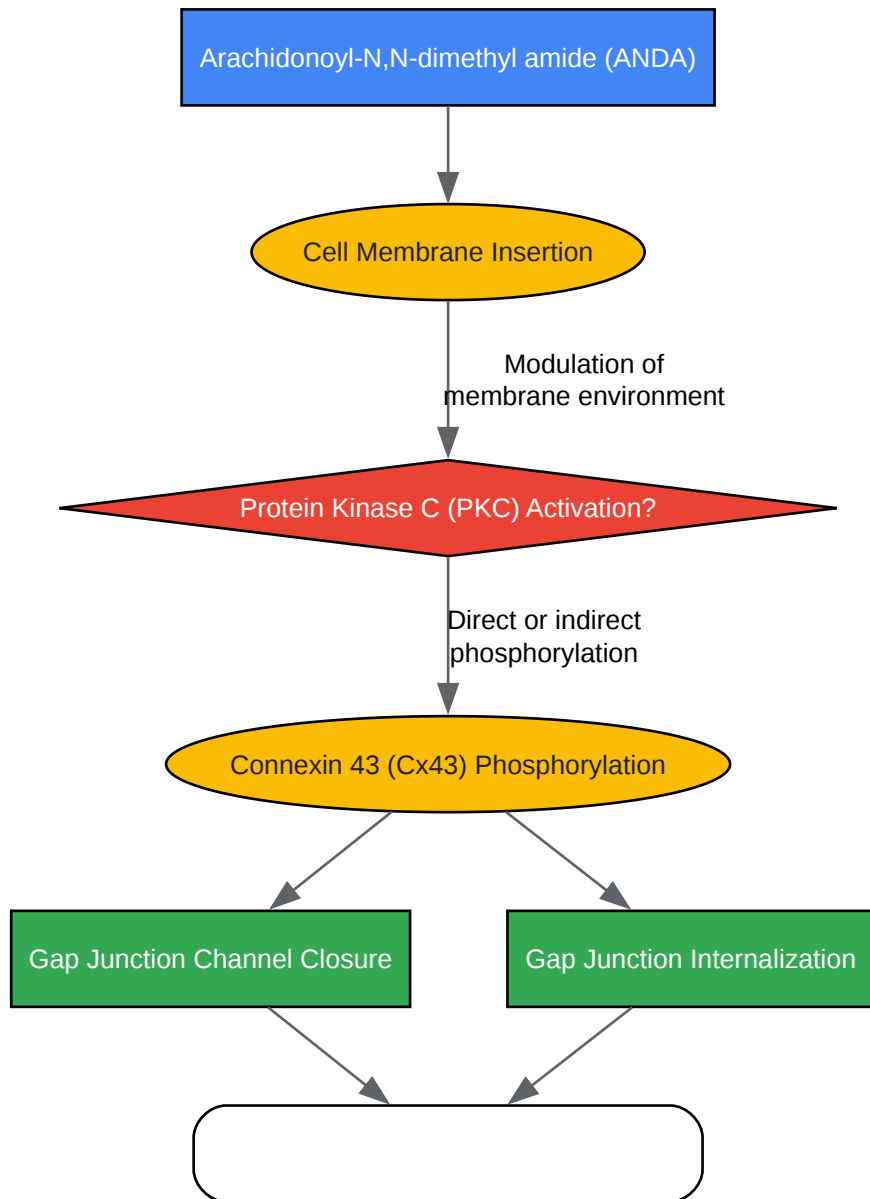 Arachidonoyl-N,N-dimethyl amide (ANDA)
Cell Membrane Insertion
Modulation of
membrane environment
Protein Kinase C (PKC) Activation?
Direct or indirect
phosphorylation
Connexin 43 (Cx43) Phosphorylation
Gap Junction Channel Closure
Gap Junction Internalization